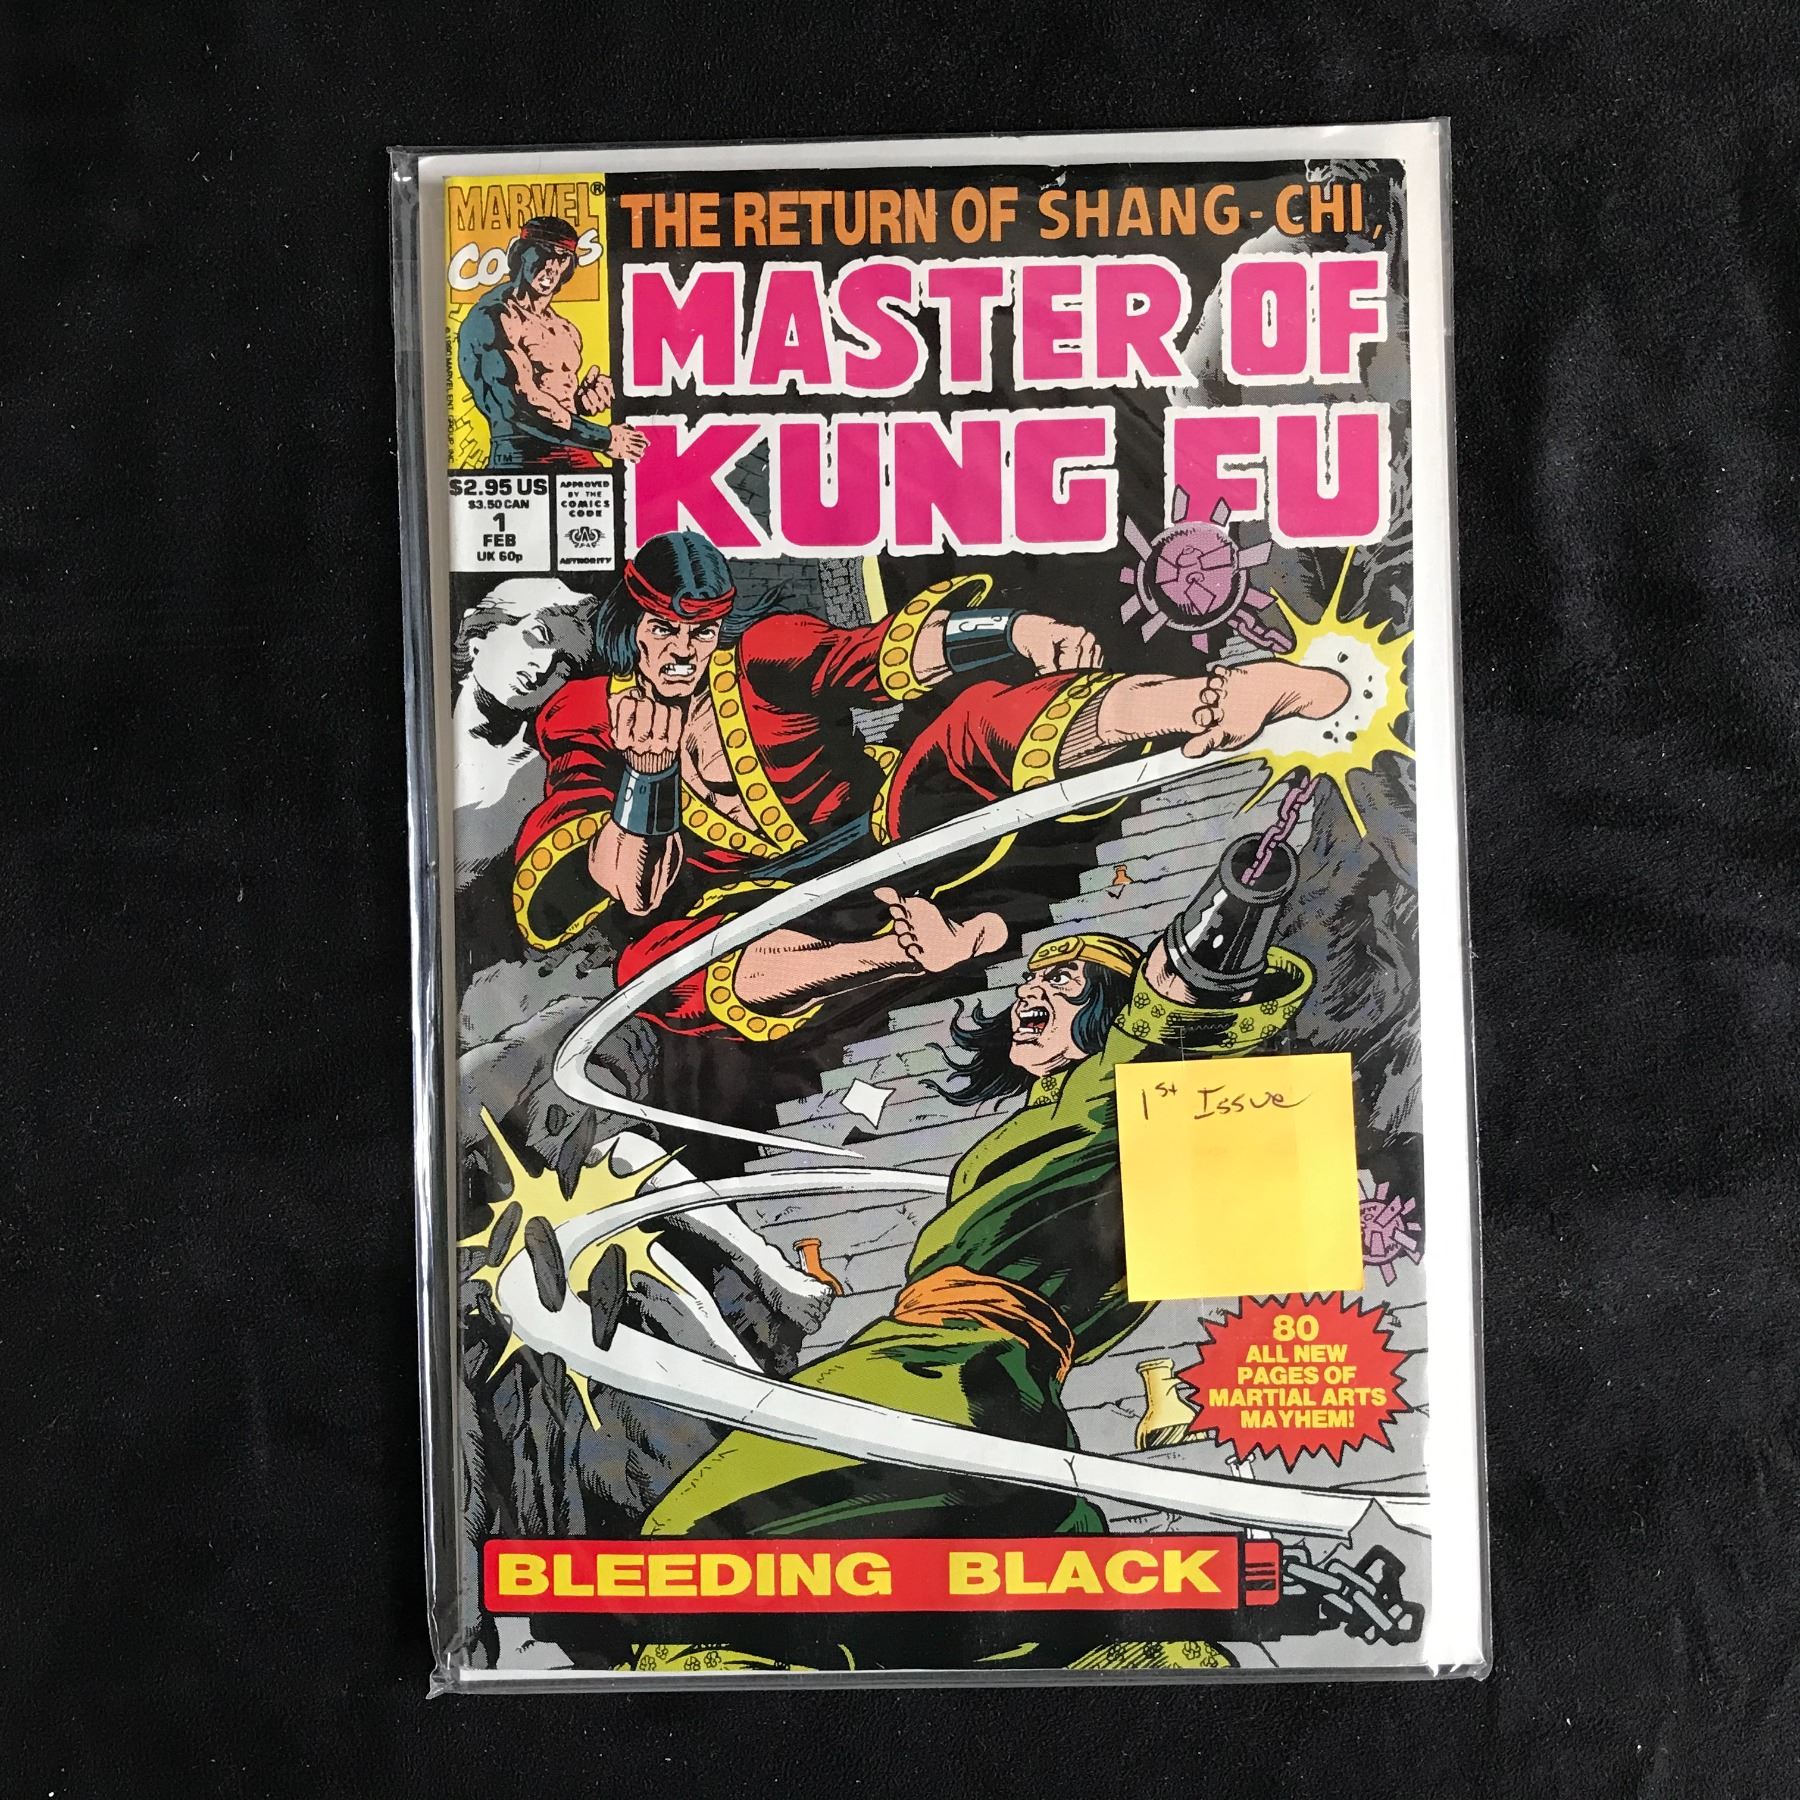 MARVEL®
COMICS
THE RETURN OF SHANG-CHI,
MASTER OF
KUNG FU
TM
$2.95 US
$3.50 CAN
1
FEB
UK 60p
APPROVED
BY THE
COMICS
CODE
AUTHORITY
1st Issue
80
ALL NEW
PAGES OF
MARTIAL ARTS
MAYHEM!
BLEEDING BLACK